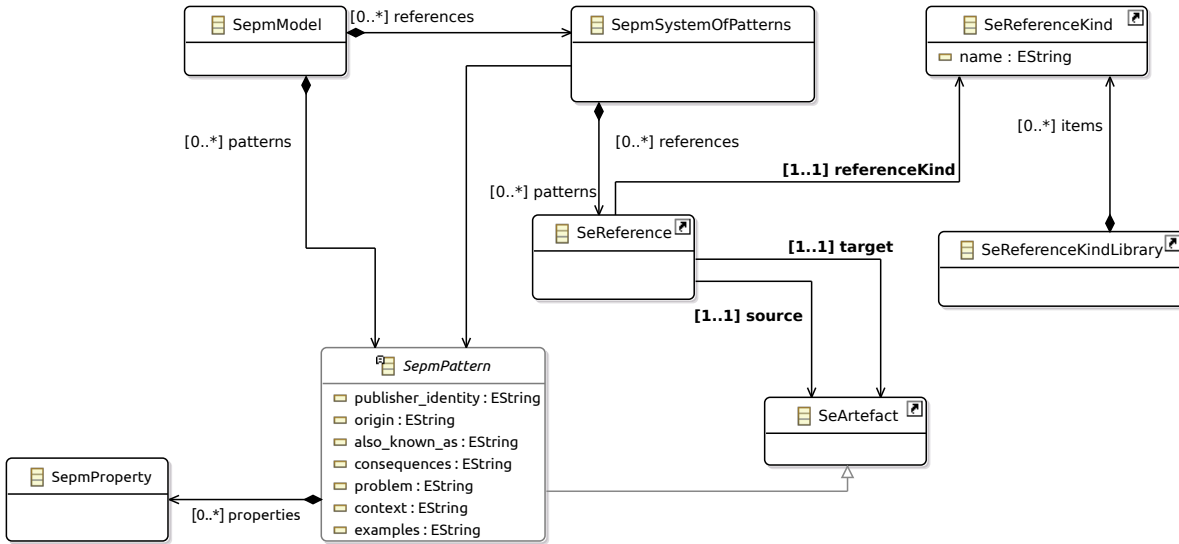 SepmModel
[0..*] references
SepmSystemOfPatterns
SeReferenceKind
name : EString
[0..*] patterns
[0..*] references
[0..*] items
[1..1] referenceKind
[0..*] patterns
SeReference
SeReferenceKindLibrary
[1..1] target
[1..1] source
SepmPattern
publisher_identity : EString
origin : EString
also_known_as : EString
consequences : EString
problem : EString
context : EString
examples : EString
SeArtefact
SepmProperty
[0..*] properties